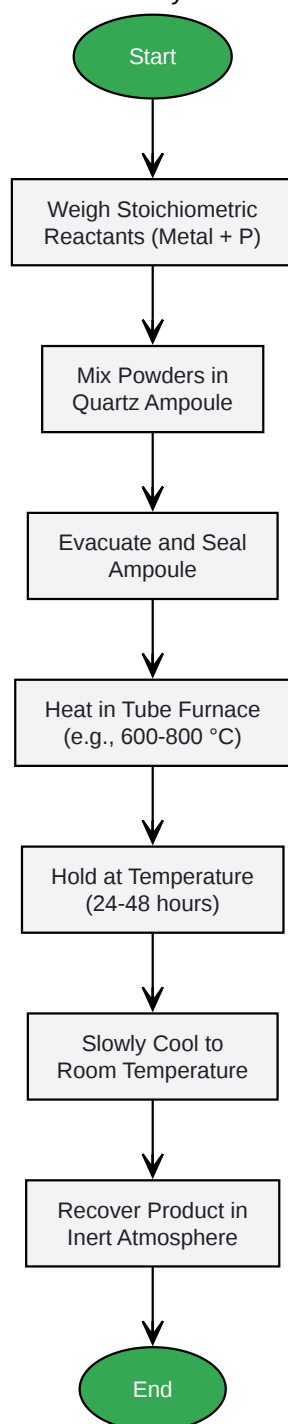 Start
Weigh Stoichiometric
Reactants (Metal + P)
Mix Powders in
Quartz Ampoule
Evacuate and Seal
Ampoule
Heat in Tube Furnace
(e.g., 600-800 °C)
Hold at Temperature
(24-48 hours)
Slowly Cool to
Room Temperature
Recover Product in
Inert Atmosphere
End